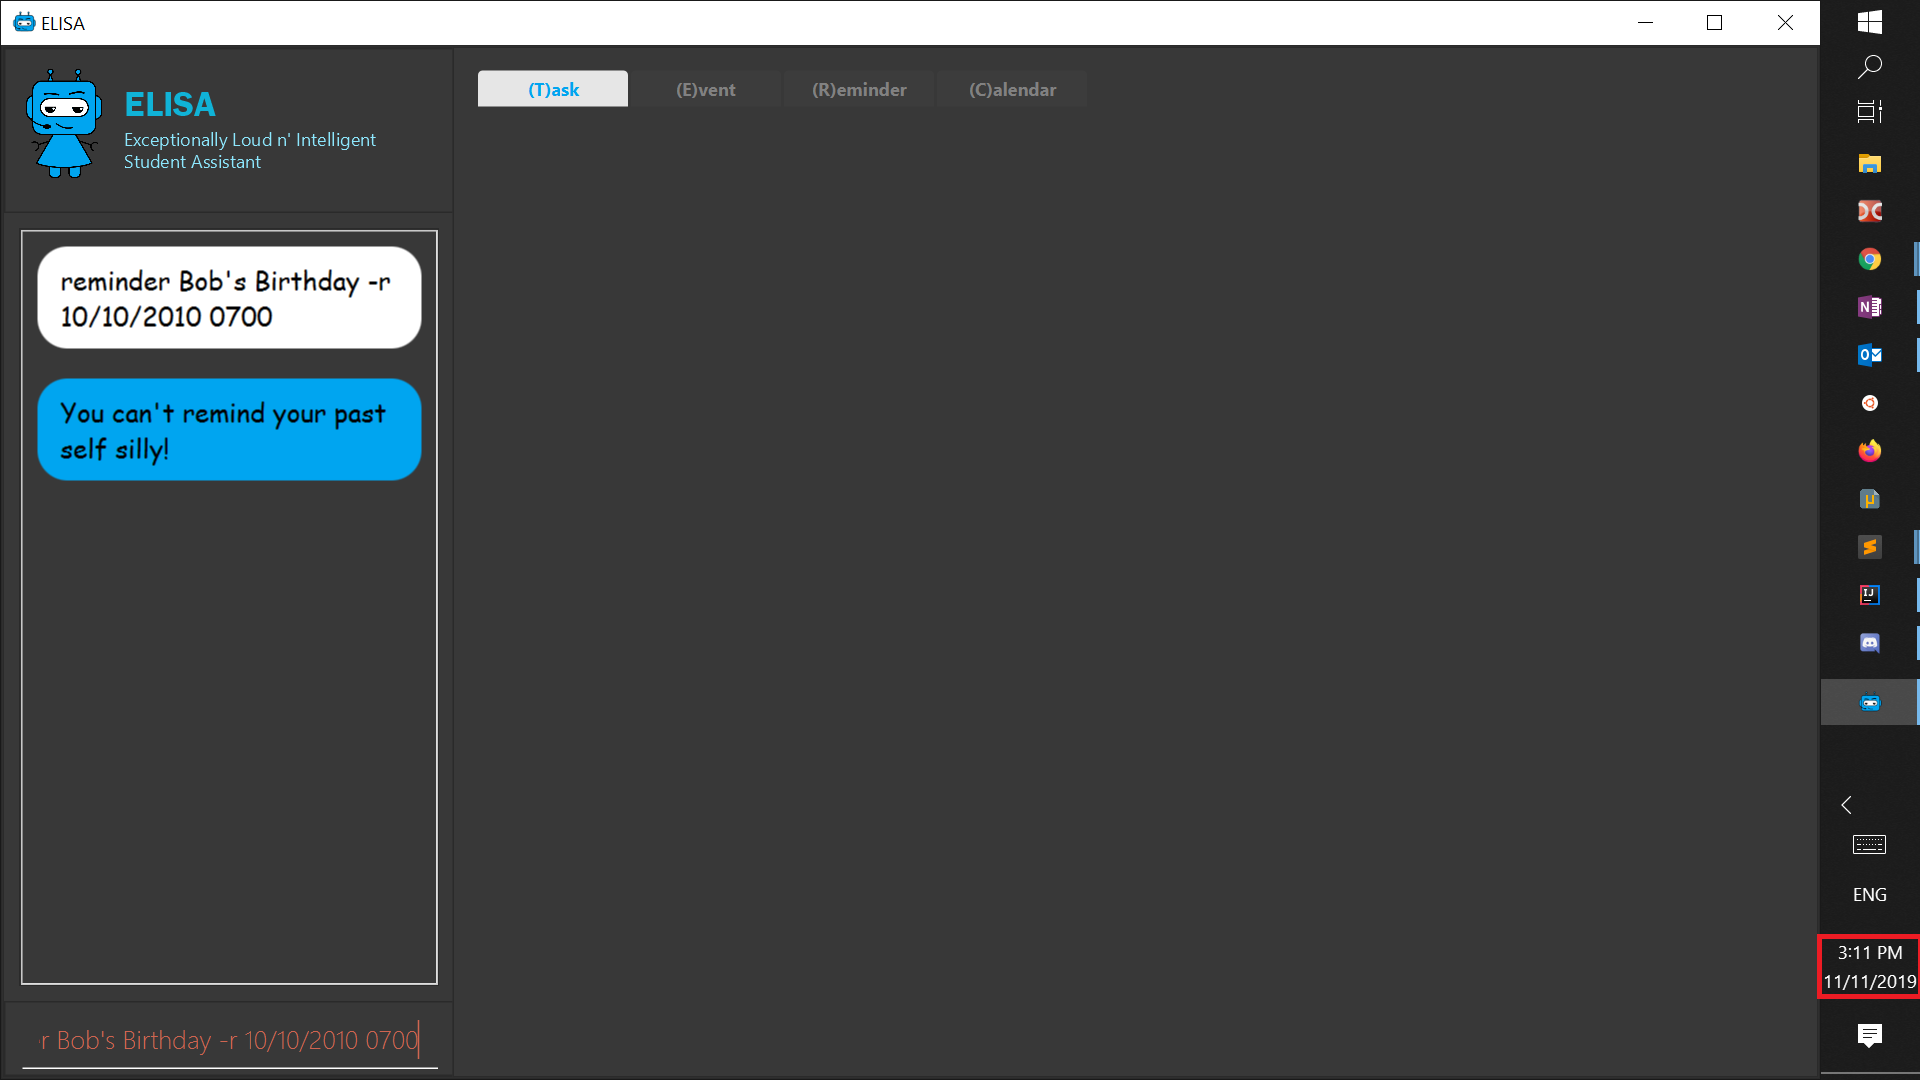 ELISA
ELISA
Exceptionally Loud n' Intelligent
Student Assistant
(T)ask
(E)vent
(R)eminder
(C)alendar
reminder Bob's Birthday -r
10/10/2010 0700
You can't remind your past
self silly!
r Bob's Birthday -r 10/10/2010 0700
ENG
3:11 PM
11/11/2019